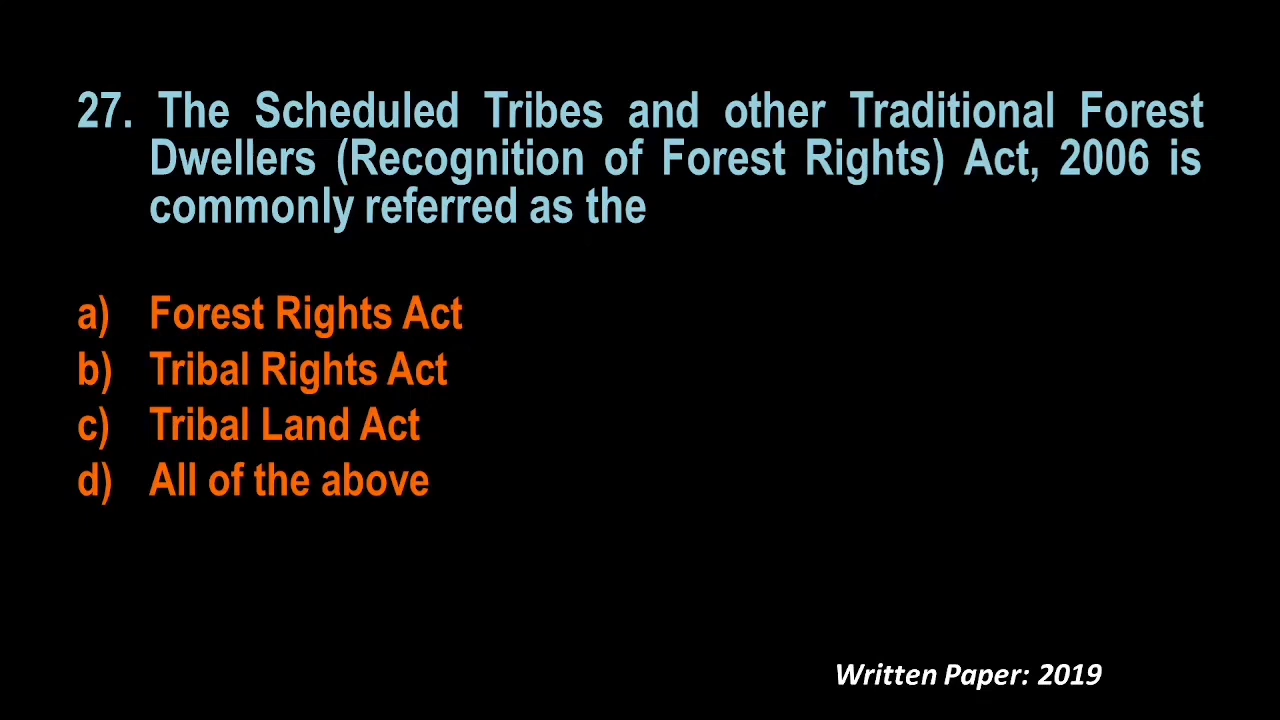 27. The Scheduled Tribes and other Traditional Forest
Dwellers (Recognition of Forest Rights) Act, 2006 is
commonly referred as the
a) Forest Rights Act
b) Tribal Rights Act
c) Tribal Land Act
d) All of the above
Written Paper: 2019